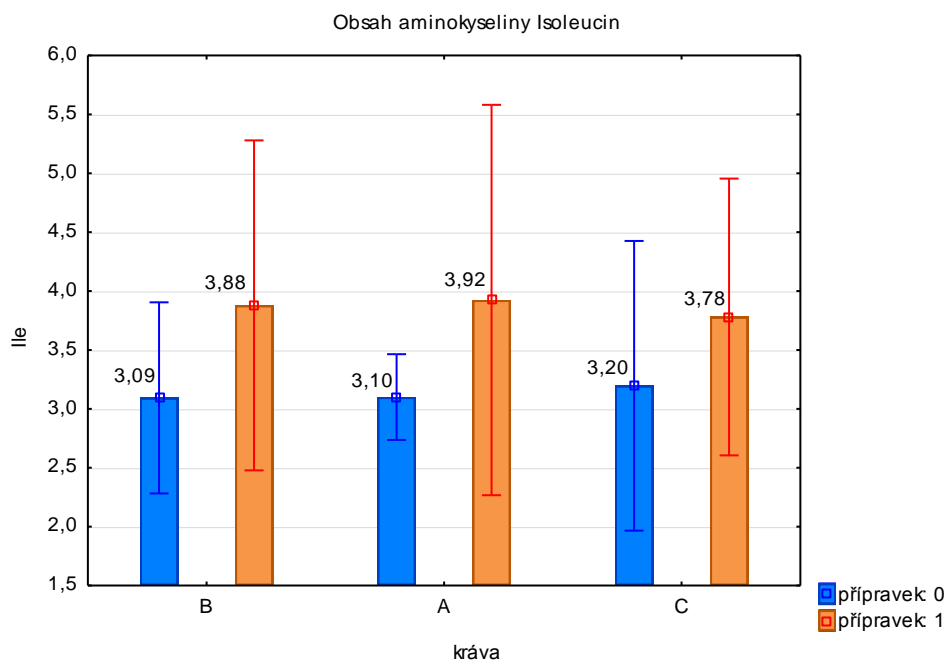 Obsah aminokyseliny Isoleucin
6,0
5,5
5,0
4,5
4,0
3,5
3,0
2,5
2,0
1,5
Ile
3,09
3,88
3,10
3,92
3,20
3,78
B A C
kráva
přípravek: 0
přípravek: 1